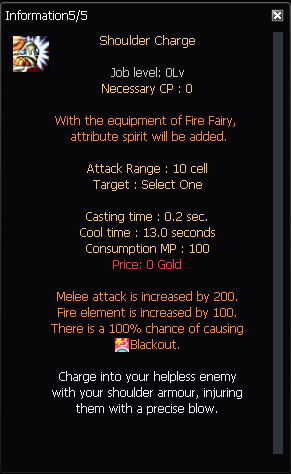 Information5/5
Shoulder Charge
Job level: 0Lv
Necessary CP : 0
With the equipment of Fire Fairy,
attribute spirit will be added.
Attack Range : 10 cell
Target : Select One
Casting time : 0.2 sec.
Cool time : 13.0 seconds
Consumption MP : 100
Price: 0 Gold
Melee attack is increased by 200.
Fire element is increased by 100.
There is a 100% chance of causing
Blackout.
Charge into your helpless enemy
with your shoulder armour, injuring
them with a precise blow.